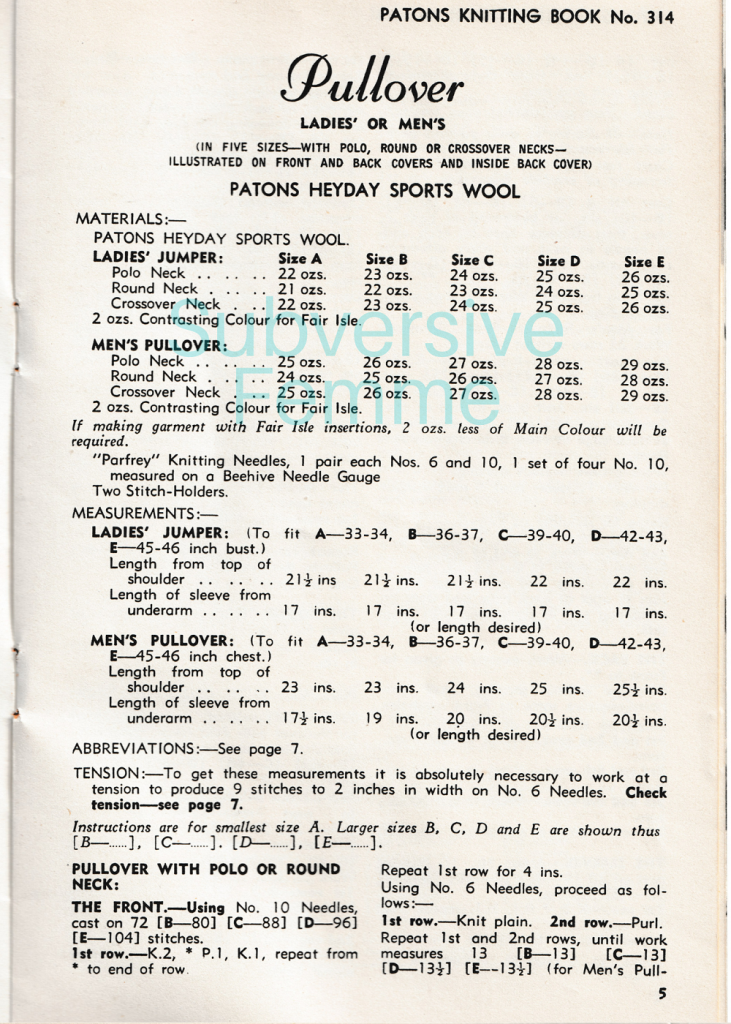 PATONS KNITTING BOOK No. 314
Pullover
LADIES' OR MEN'S
(IN FIVE SIZES—WITH POLO, ROUND OR CROSSOVER NECKS—
ILLUSTRATED ON FRONT AND BACK COVERS AND INSIDE BACK COVER)
PATONS HEYDAY SPORTS WOOL
MATERIALS:—
PATONS HEYDAY SPORTS WOOL.
LADIES' JUMPER: Size A Size B Size C Size D Size E
Polo Neck . . . . . . 22 ozs. 23 ozs. 24 ozs. 25 ozs. 26 ozs.
Round Neck . . . . . 21 ozs. 22 ozs. 23 ozs. 24 ozs. 25 ozs.
Crossover Neck . . . 22 ozs. 23 ozs. 24 ozs. 25 ozs. 26 ozs.
2 ozs. Contrasting Colour for Fair Isle.
Subversive
Femme
MEN'S PULLOVER:
Polo Neck . . . . . . 25 ozs. 26 ozs. 27 ozs. 28 ozs. 29 ozs.
Round Neck . . . . . 24 ozs. 25 ozs. 26 ozs. 27 ozs. 28 ozs.
Crossover Neck . . . 25 ozs. 26 ozs. 27 ozs. 28 ozs. 29 ozs.
2 ozs. Contrasting Colour for Fair Isle.
If making garment with Fair Isle insertions, 2 ozs. less of Main Colour will be
required.
"Parfrey" Knitting Needles, 1 pair each Nos. 6 and 10, 1 set of four No. 10,
measured on a Beehive Needle Gauge
Two Stitch-Holders.
MEASUREMENTS:—
LADIES' JUMPER: (To fit A—33-34, B—36-37, C—39-40, D—42-43,
E—45-46 inch bust.)
Length from top of
shoulder . . . . . . 21½ ins 21½ ins. 21½ ins. 22 ins. 22 ins.
Length of sleeve from
underarm . . . . . 17 ins. 17 ins. 17 ins. 17 ins. 17 ins.
(or length desired)
MEN'S PULLOVER: (To fit A—33-34, B—36-37, C—39-40, D—42-43,
E—45-46 inch chest.)
Length from top of
shoulder . . . . . . 23 ins. 23 ins. 24 ins. 25 ins. 25½ ins.
Length of sleeve from
underarm . . . . . 17½ ins. 19 ins. 20 ins. 20½ ins. 20½ ins.
(or length desired)
ABBREVIATIONS:—See page 7.
TENSION:—To get these measurements it is absolutely necessary to work at a
tension to produce 9 stitches to 2 inches in width on No. 6 Needles. Check
tension—see page 7.
Instructions are for smallest size A. Larger sizes B, C, D and E are shown thus
[B—......], [C—......]. [D—......], [E—......].
PULLOVER WITH POLO OR ROUND
NECK:
THE FRONT.—Using No. 10 Needles,
cast on 72 [B—80] [C—88] [D—96]
[E—104] stitches.
1st row.—K.2, * P.1, K.1, repeat from
* to end of row.
Repeat 1st row for 4 ins.
Using No. 6 Needles, proceed as fol-
lows:—
1st row.—Knit plain. 2nd row.—Purl.
Repeat 1st and 2nd rows, until work
measures 13 [B—13] [C—13]
[D—13½] [E--13½] (for Men's Pull-
5